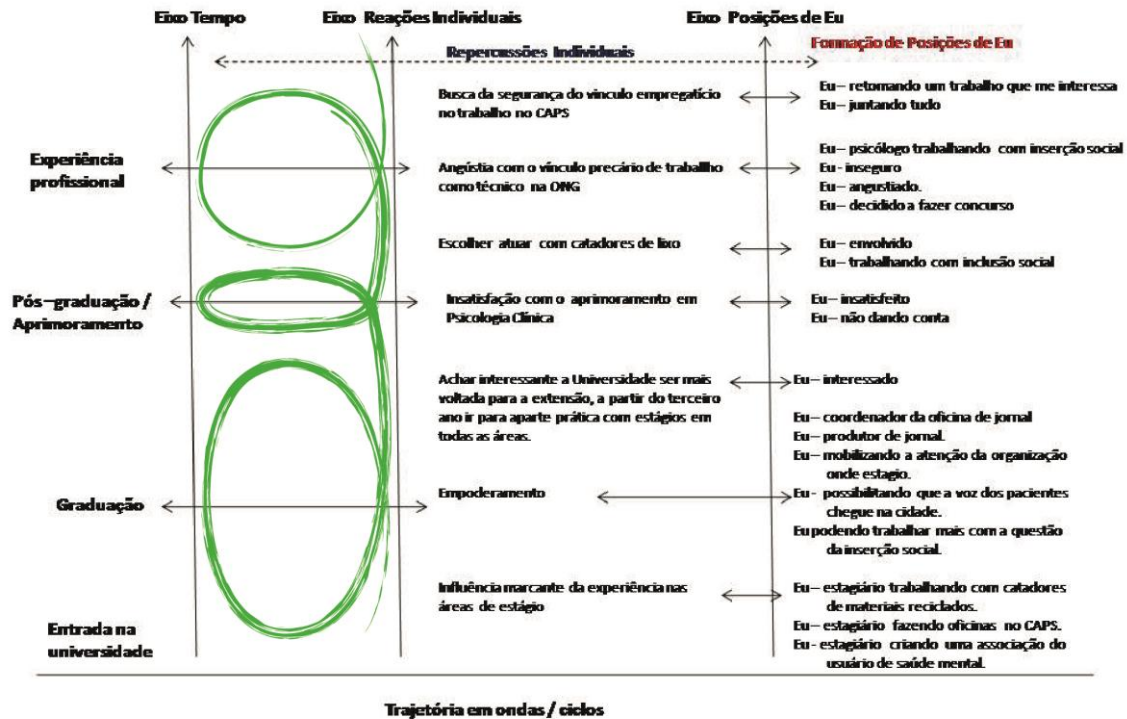 Eixo Tempo
Eixo Reações Individuais
Eixo Posições de Eu
Repercussões Individuais
Formação de Posições de Eu
Busca da segurança do vinculo empregatício
no trabalho no CAPS
Eu – retomando um trabalho que me interessa
Eu – juntando tudo
Experiência
profissional
Angústia com o vínculo precário de trabalho
como técnico na ONG
Eu – psicólogo trabalhando com inserção social
Eu - inseguro
Eu – angustiado.
Eu – decidido a fazer concurso
Escolher atuar com catadores de lixo
Eu – envolvido
Eu – trabalhando com inclusão social
Pós-graduação /
Aprimoramento
Insatisfação com o aprimoramento em
Psicologia Clínica
Eu – insatisfeito
Eu – não dando conta
Achar interessante a Universidade ser mais
voltada para a extensão, a partir do terceiro
ano ir para aparte prática com estágios em
todas as áreas.
Eu – interessado
Eu – coordenador da oficina de jornal
Eu – produtor de jornal.
Eu – mobilizando a atenção da organização
onde estagio.
Graduação
Empoderamento
Eu - possibilitando que a voz dos pacientes
chegue na cidade.
Eu podendo trabalhar mais com a questão
da inserção social.
Influência marcante da experiência nas
áreas de estágio
Eu – estagiário trabalhando com catadores
de materiais reciclados.
Eu – estagiário fazendo oficinas no CAPS.
Eu - estagiário criando uma associação do
usuário de saúde mental.
Entrada na
universidade
Trajetória em ondas / ciclos